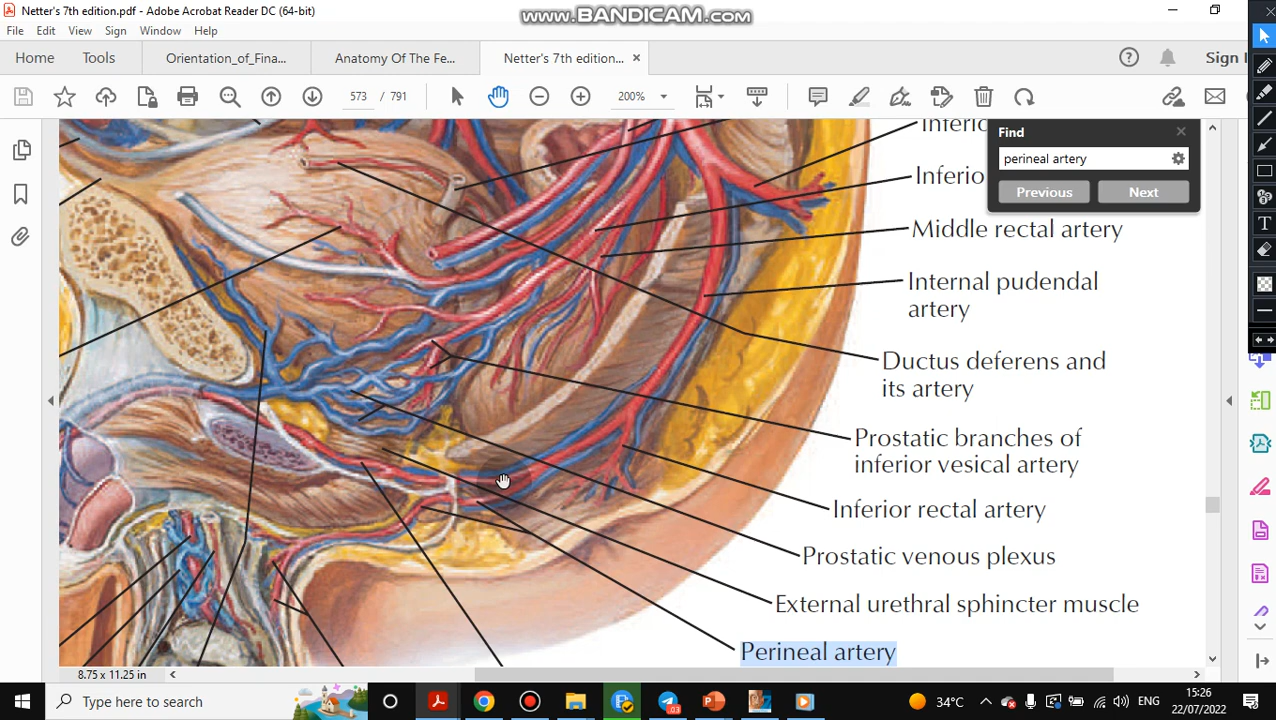 Netter's 7th edition.pdf - Adobe Acrobat Reader DC (64-bit)
www.BANDICAM.com
File Edit View Sign Window Help
Home Tools Orientation_of_Fina... Anatomy Of The Fe... Netter's 7th edition... Sign
573 / 791 200%
Find
perineal artery
Previous Next
Inferio
Inferio
Middle rectal artery
Internal pudendal
artery
Ductus deferens and
its artery
Prostatic branches of
inferior vesical artery
Inferior rectal artery
Prostatic venous plexus
External urethral sphincter muscle
Perineal artery
8.75 x 11.25 in
Type here to search
03
34°C ENG
15:26
22/07/2022